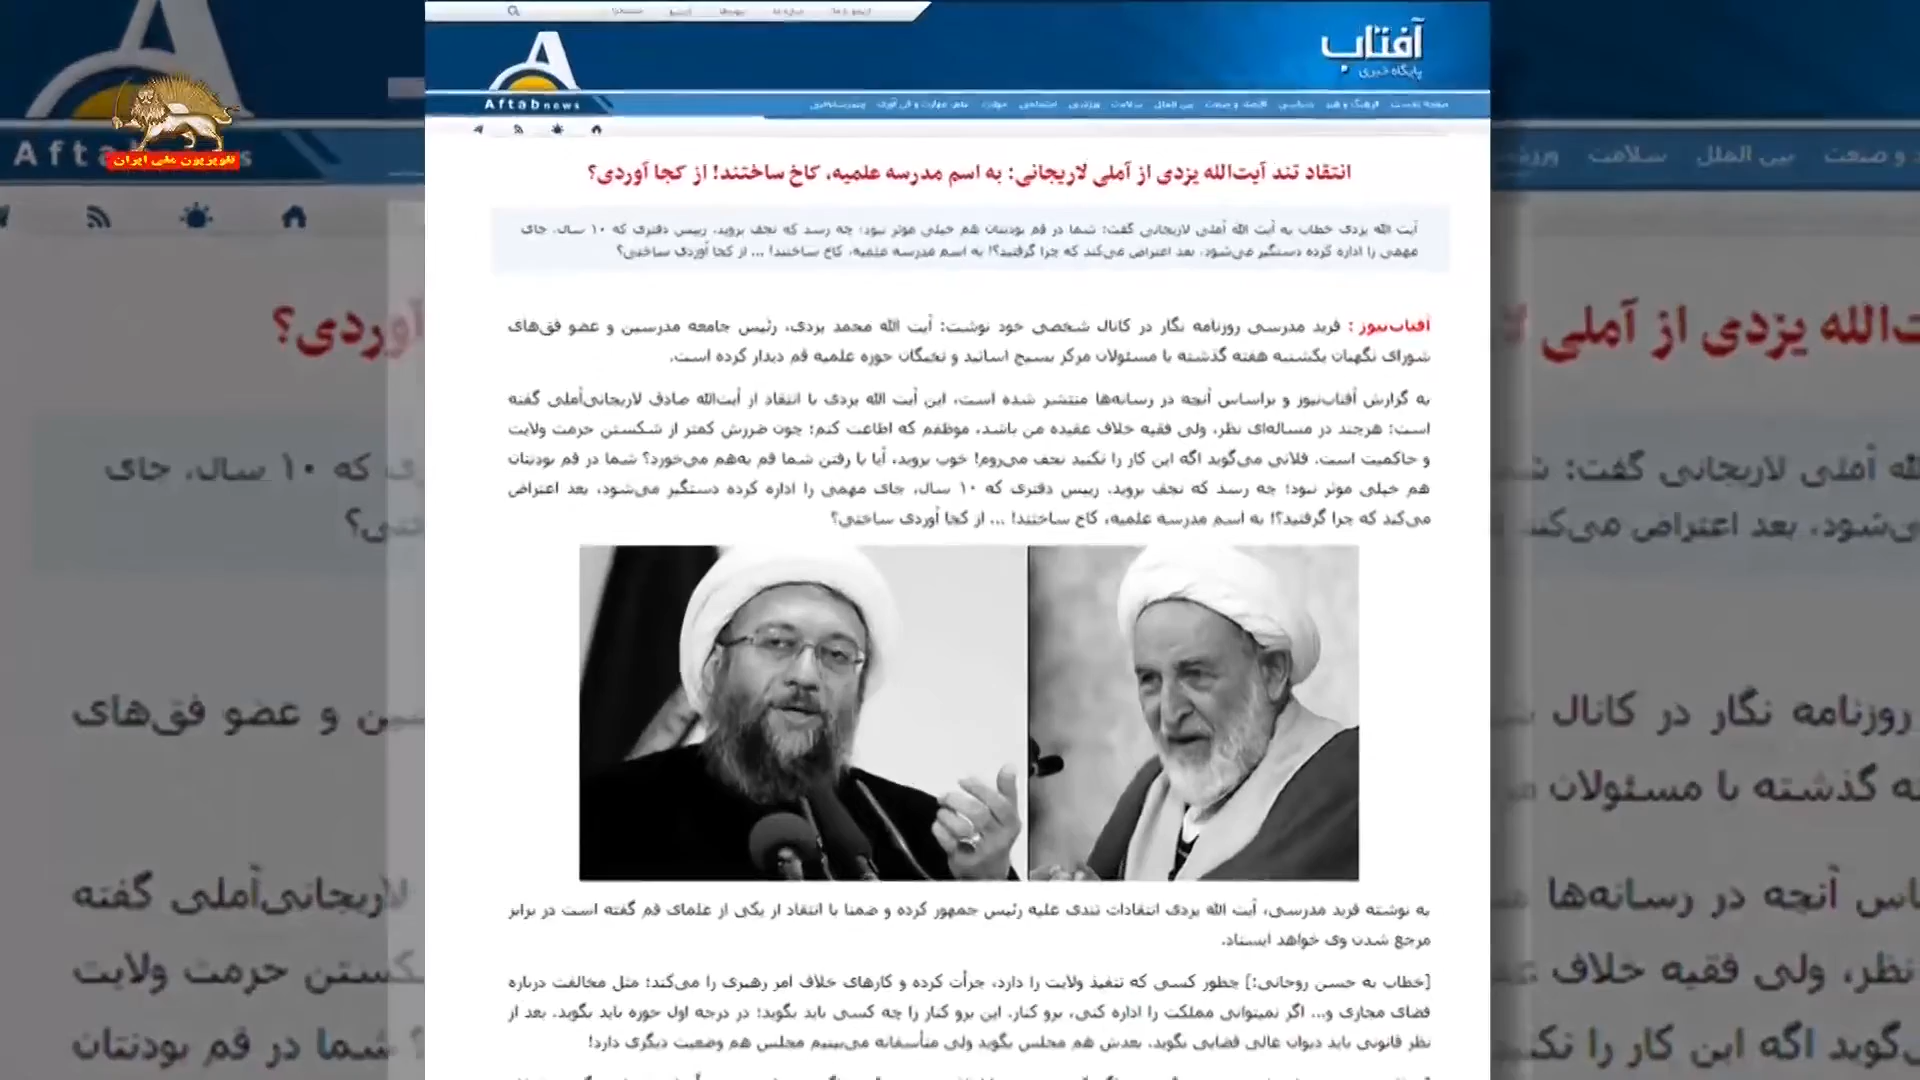 آفتاب
پایگاه خبری
Aftabnews
تلویزیون ملی ایران
صفحه نخست فرهنگ و هنر سیاسی اقتصاد و صنعت بین الملل سلامت ورزشی اجتماعی حوادث
انتقاد تند آیت‌الله یزدی از آملی لاریجانی: به اسم مدرسه علمیه، کاخ ساختند! از کجا آوردی؟
آیت الله یزدی خطاب به آیت الله آملی لاریجانی گفت: شما در قم بودنتان هم خیلی موثر نبود؛ چه رسد که نجف بروید. رییس دفتری که ۱۰ سال، جای
مهمی را اداره کرده دستگیر می‌شود، بعد اعتراض می‌کند که چرا گرفتید؟! به اسم مدرسه علمیه، کاخ ساختند! ... از کجا آوردی ساختی؟
آفتاب‌‌نیوز : فرید مدرسی روزنامه نگار در کانال شخصی خود نوشت: آیت الله محمد یزدی، رئیس جامعه مدرسین و عضو فق‌های
شورای نگهبان یکشنبه هفته گذشته با مسئولان مرکز بسیج اساتید و نخبگان حوزه علمیه قم دیدار کرده است.
به گزارش آفتاب‌نیوز و براساس آنچه در رسانه‌ها منتشر شده است، این آیت الله یزدی با انتقاد از آیت‌الله صادق لاریجانی‌آملی گفته
است: هرچند در مساله‌ای نظر، ولی فقیه خلاف عقیده من باشد، موظفم که اطاعت کنم؛ چون ضررش کمتر از شکستن حرمت ولایت
و حاکمیت است. فلانی می‌گوید اگه این کار را نکنید نجف می‌روم! خوب بروید، آیا با رفتن شما قم به‌هم می‌خورد؟ شما در قم بودنتان
هم خیلی موثر نبود؛ چه رسد که نجف بروید. رییس دفتری که ۱۰ سال، جای مهمی را اداره کرده دستگیر می‌شود، بعد اعتراض
می‌کند که چرا گرفتید؟! به اسم مدرسه علمیه، کاخ ساختند! ... از کجا آوردی ساختی؟
به نوشته فرید مدرسی، آیت الله یزدی انتقادات تندی علیه رئیس جمهور کرده و ضمنا با انتقاد از یکی از علمای قم گفته است در برابر
مرجع شدن وی خواهد ایستاد.
[خطاب به حسن روحانی:] چطور کسی که تنفیذ ولایت را دارد، جرأت کرده و کارهای خلاف امر رهبری را می‌کند؛ مثل مخالفت درباره
فضای مجازی و... اگر نمیتوانی مملکت را اداره کنی، برو کنار. این برو کنار را چه کسی باید بگوید؛ در درجه اول حوزه باید بگوید. بعد از
نظر قانونی باید دیوان عالی قضایی بگوید. بعدش هم مجلس بگوید ولی متأسفانه می‌بینیم مجلس هم وضعیت دیگری دارد!